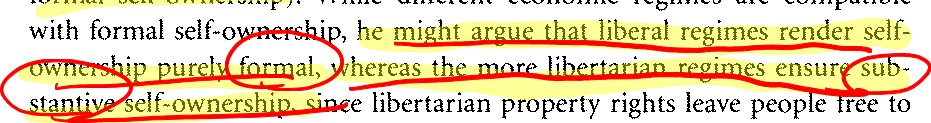 formal self-ownership). While different economic regimes are compatible
with formal self-ownership, he might argue that liberal regimes render self-
ownership purely formal, whereas the more libertarian regimes ensure sub-
stantive self-ownership, since libertarian property rights leave people free to